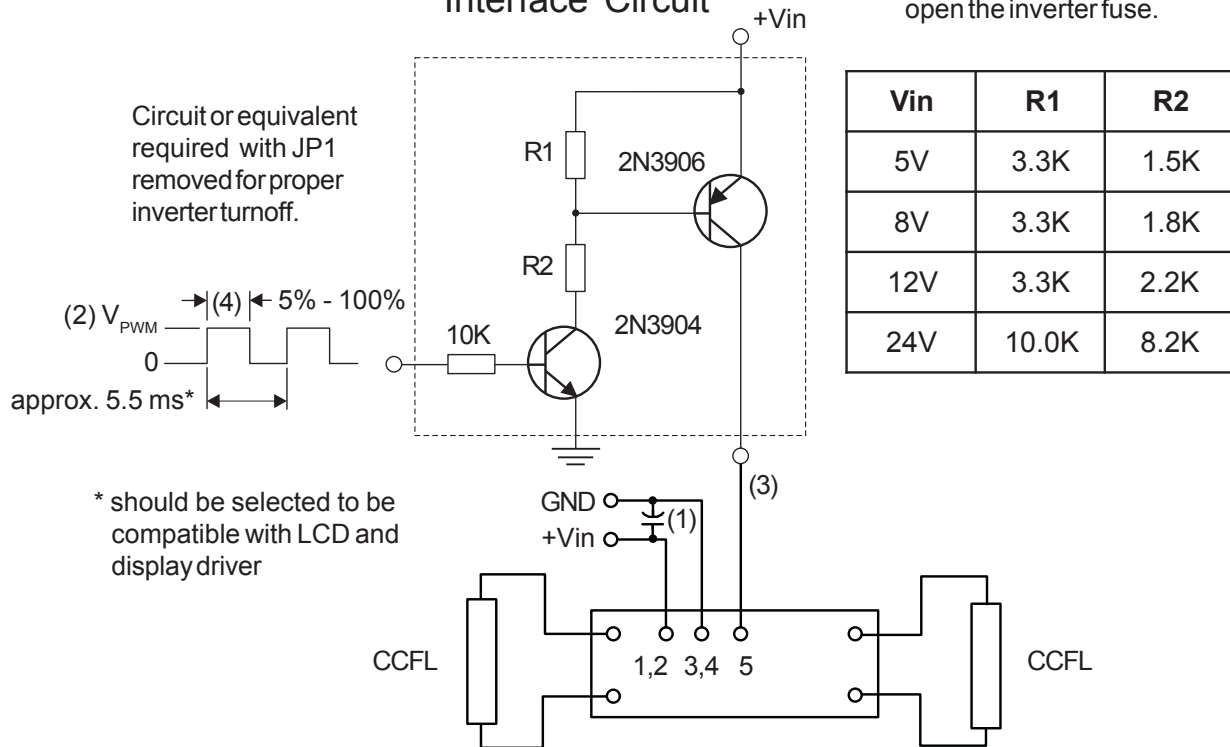 Interface Circuit
open the inverter fuse.
+Vin
Circuit or equivalent
required with JP1
removed for proper
inverter turnoff.
R1
2N3906
R2
2N3904
10K
(2) VPWM
(4)
5% - 100%
0
approx. 5.5 ms*
Vin R1 R2
5V 3.3K 1.5K
8V 3.3K 1.8K
12V 3.3K 2.2K
24V 10.0K 8.2K
* should be selected to be
compatible with LCD and
display driver
GND
+Vin
(1)
(3)
CCFL
1,2 3,4 5
CCFL